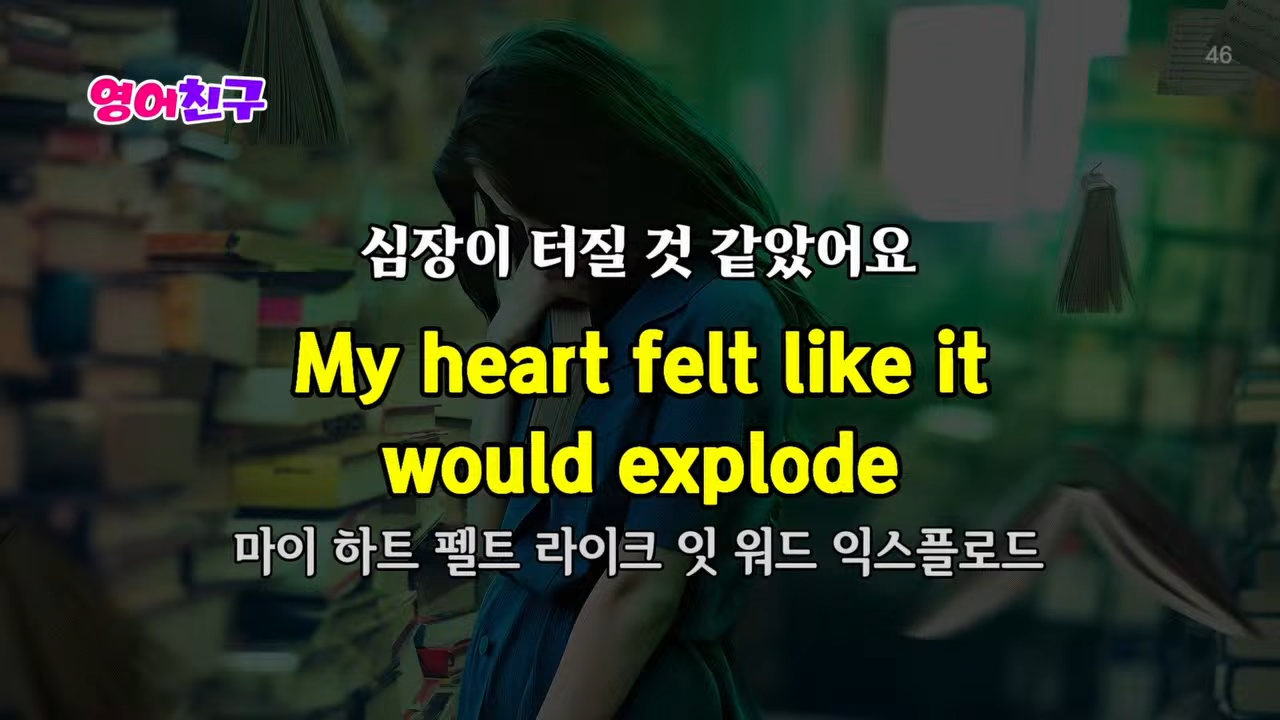 46
영어친구
심장이 터질 것 같았어요
My heart felt like it
would explode
마이 하트 펠트 라이크 잇 워드 익스플로드